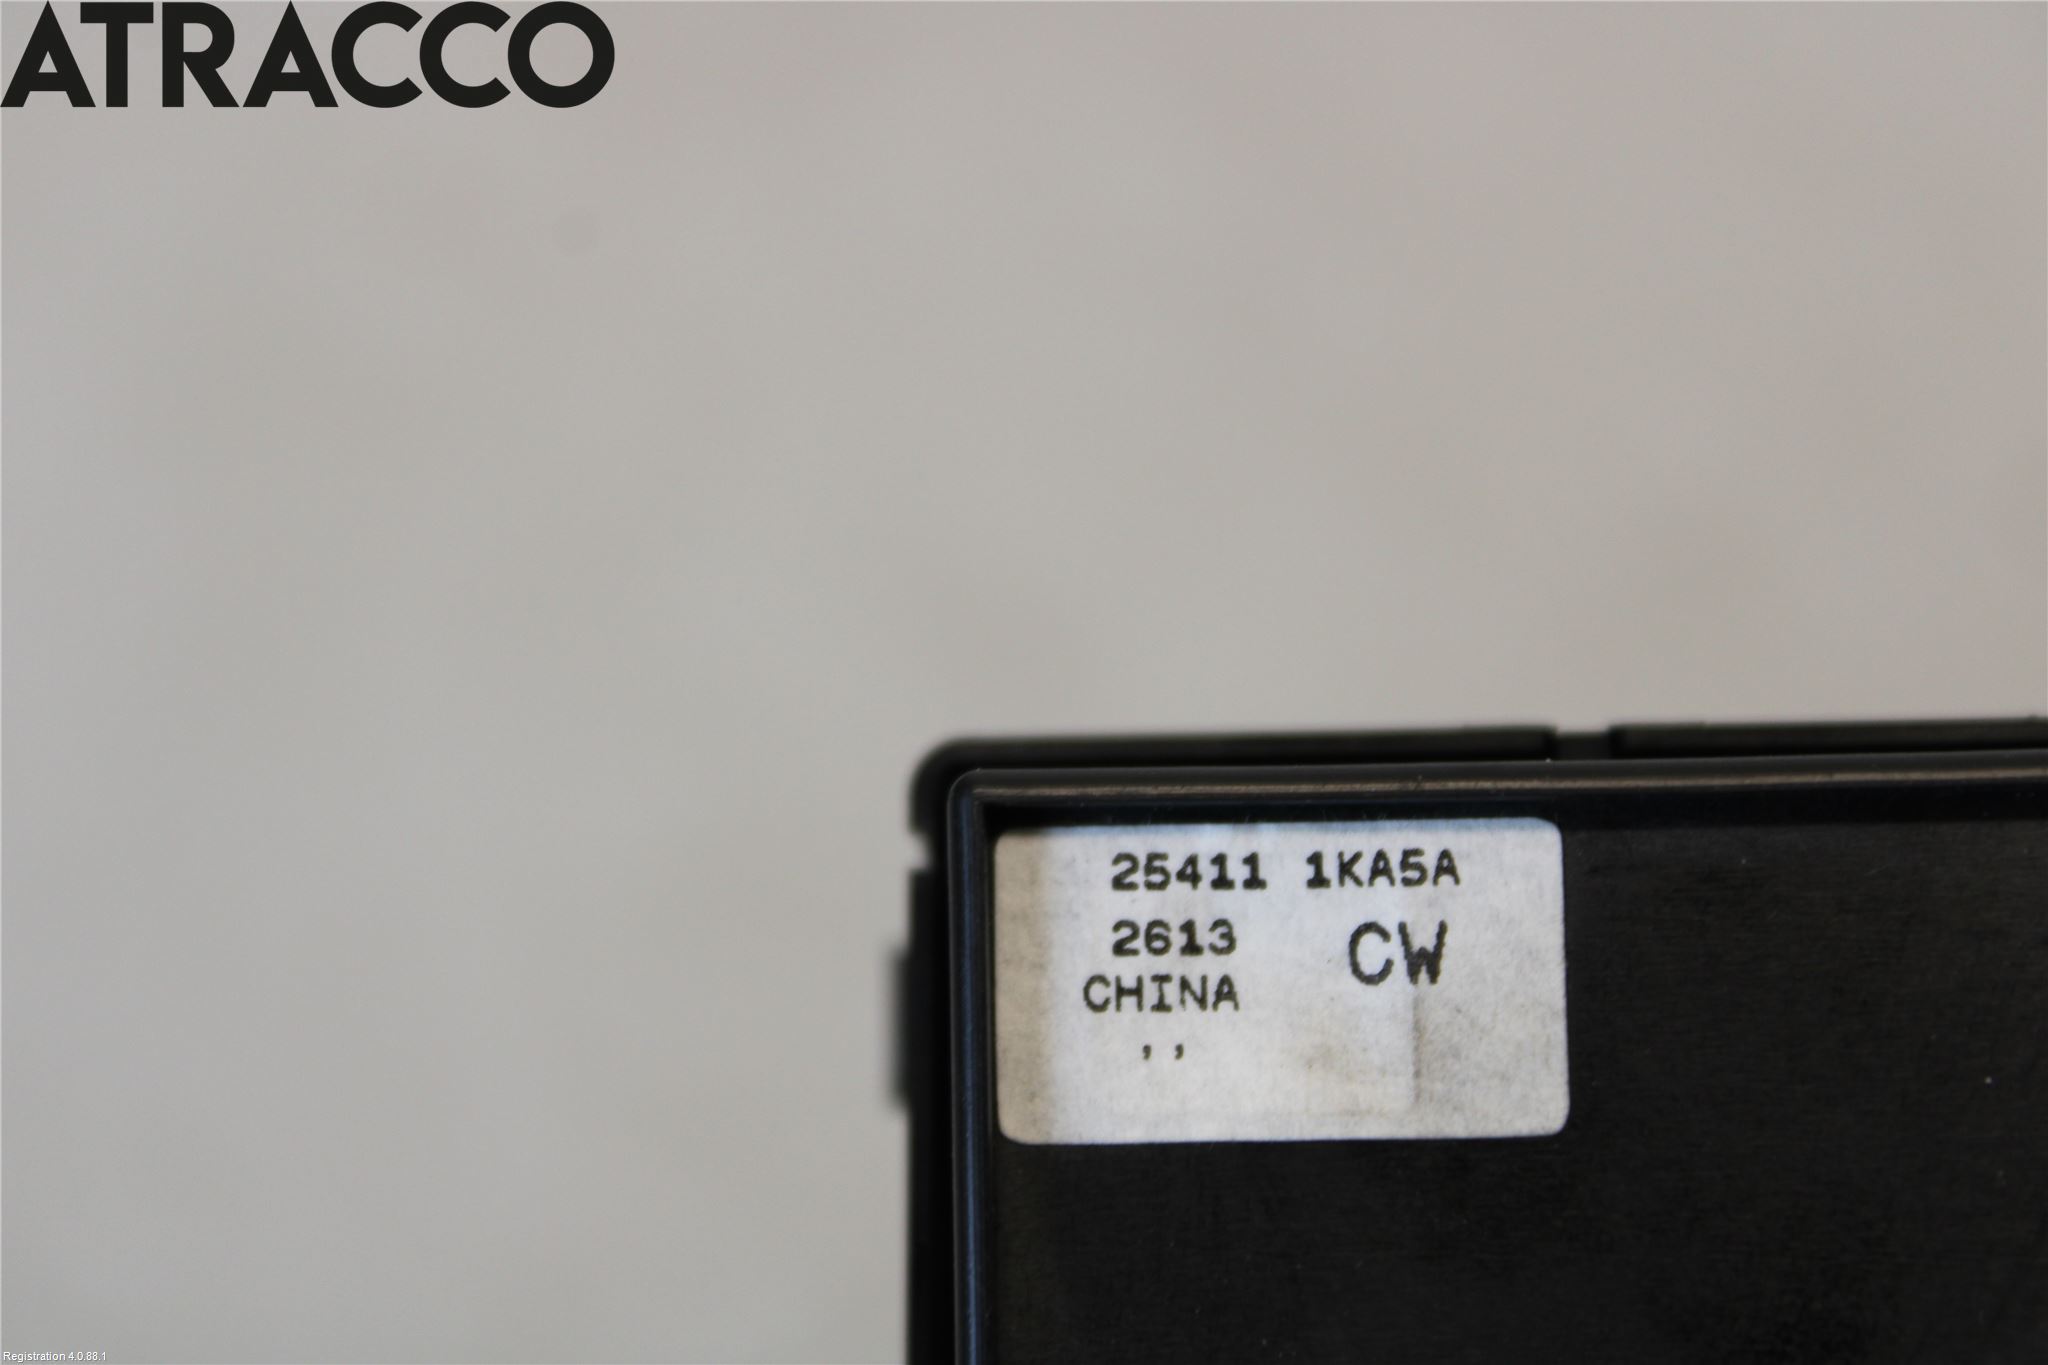 ATRACCO
25411 1KA5A
2613 CW
CHINA
, ,
Registration 4.0.88.1